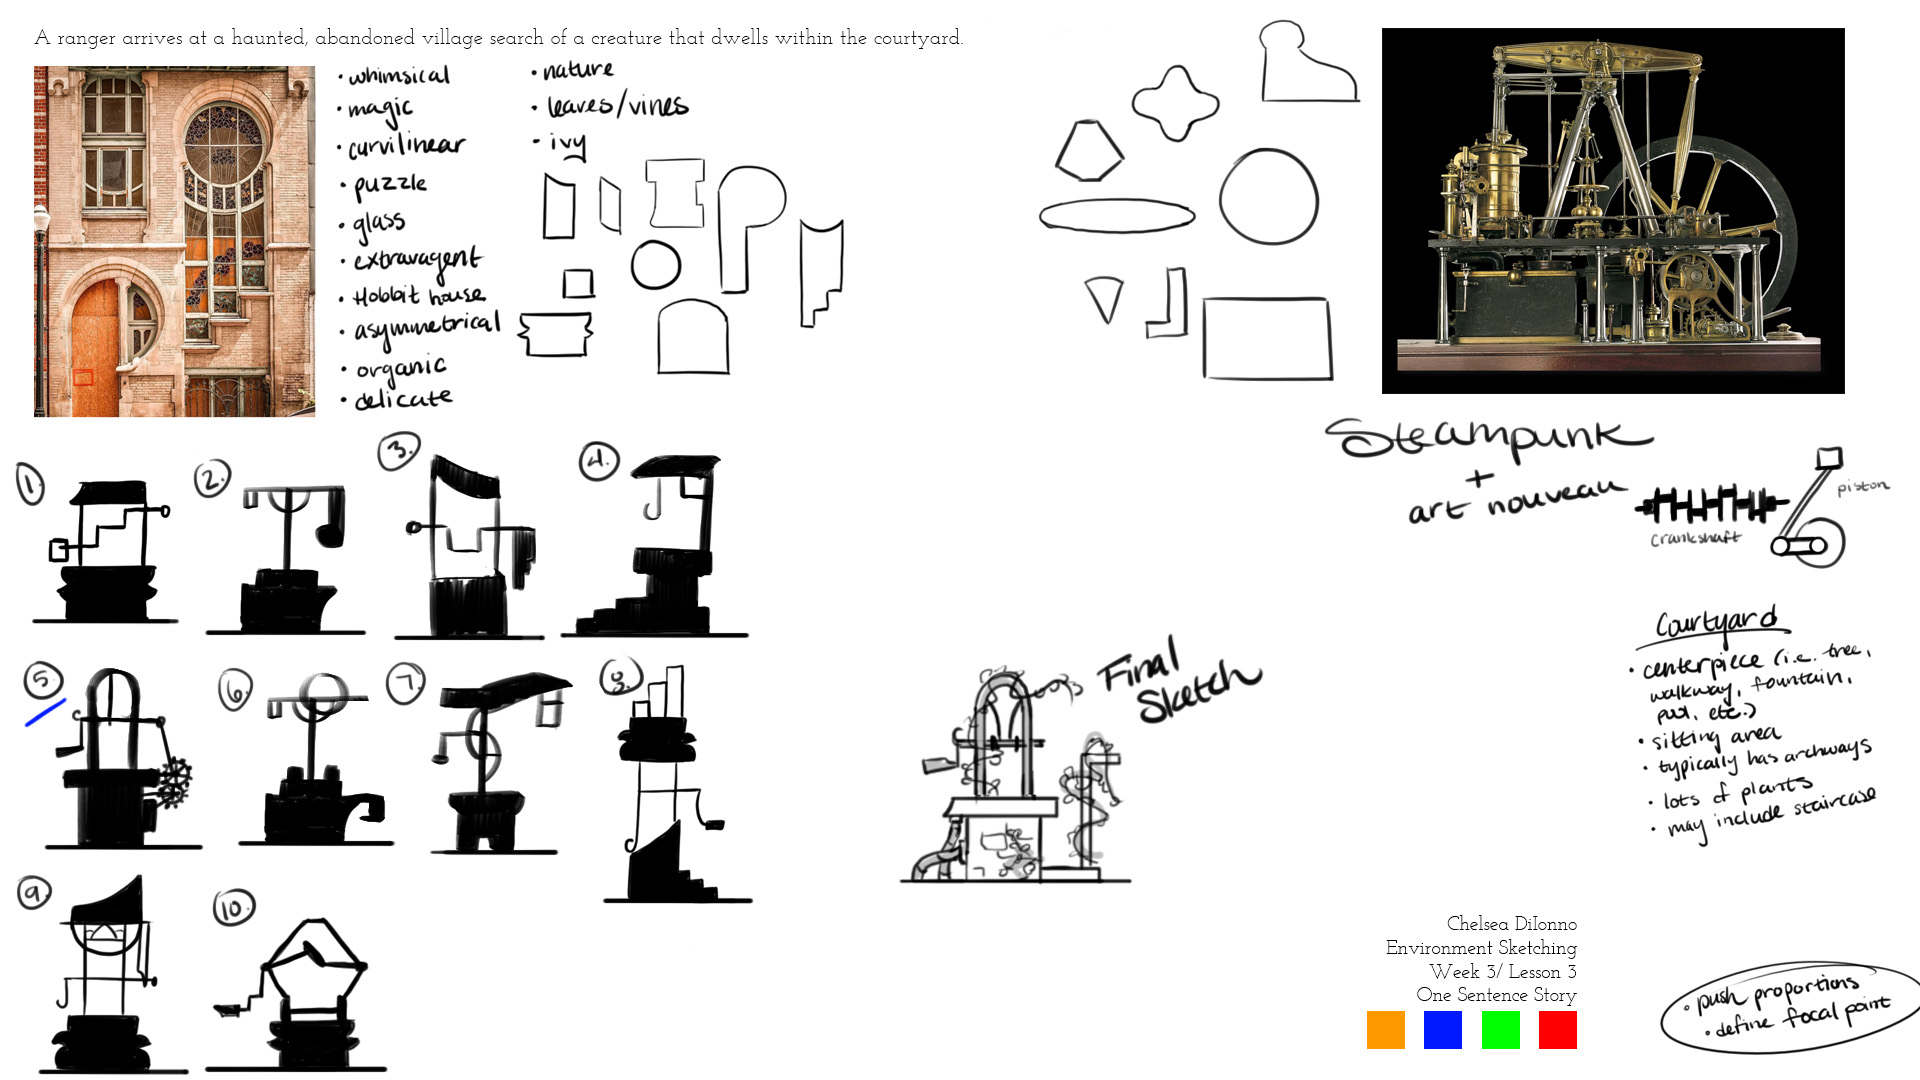 A ranger arrives at a haunted, abandoned village search of a creature that dwells within the courtyard.
• whimsical
• magic
• curvilinear
• puzzle
• glass
• extravagent
• Hobbit house
• asymmetrical
• organic
• delicate
• nature
• leaves/vines
- ivy
Steampunk
+
art nouveau
piston
crankshaft
Courtyard
• centerpiece (i.e. tree,
walkway, fountain,
pool, etc.)
• sitting area
• typically has archways
• lots of plants
• may include staircase
1.
2.
3.
4.
5.
6.
7.
8.
9.
10.
Final
Sketch
Chelsea DiIonno
Environment Sketching
Week 3/ Lesson 3
One Sentence Story
• push proportions
• define focal point